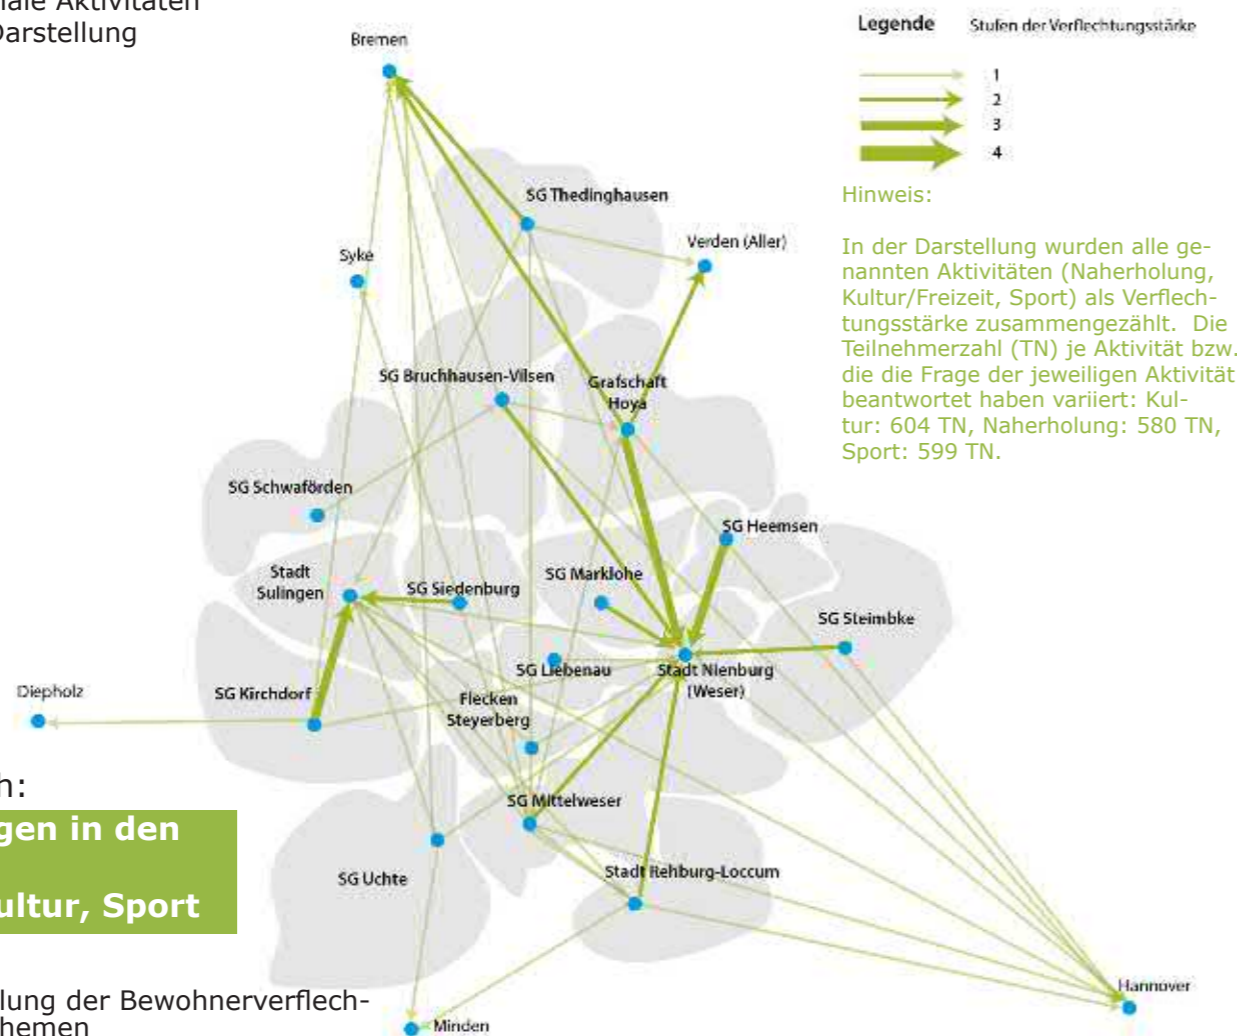 nale Aktivitäten
Darstellung
Legende
Stufen der Verflechtungsstärke
1
2
3
4
Hinweis:
In der Darstellung wurden alle ge-
nannten Aktivitäten (Naherholung,
Kultur/Freizeit, Sport) als Verflech-
tungsstärke zusammengezählt. Die
Teilnehmerzahl (TN) je Aktivität bzw.
die die Frage der jeweiligen Aktivität
beantwortet haben variiert: Kul-
tur: 604 TN, Naherholung: 580 TN,
Sport: 599 TN.
Bremen
SG Thedinghausen
Verden (Aller)
Syke
SG Bruchhausen-Vilsen
Grafschaft
Hoya
SG Schwaförden
SG Heemsen
Stadt
Sulingen
SG Siedenburg
SG Marklohe
SG Steimbke
SG Liebenau
Stadt Nienburg
(Weser)
Diepholz
SG Kirchdorf
Flecken
Steyerberg
SG Mittelweser
SG Uchte
Stadt Rehburg-Loccum
Hannover
Minden
h:
gen in den
ultur, Sport
lung der Bewohnerverflech-
hemen